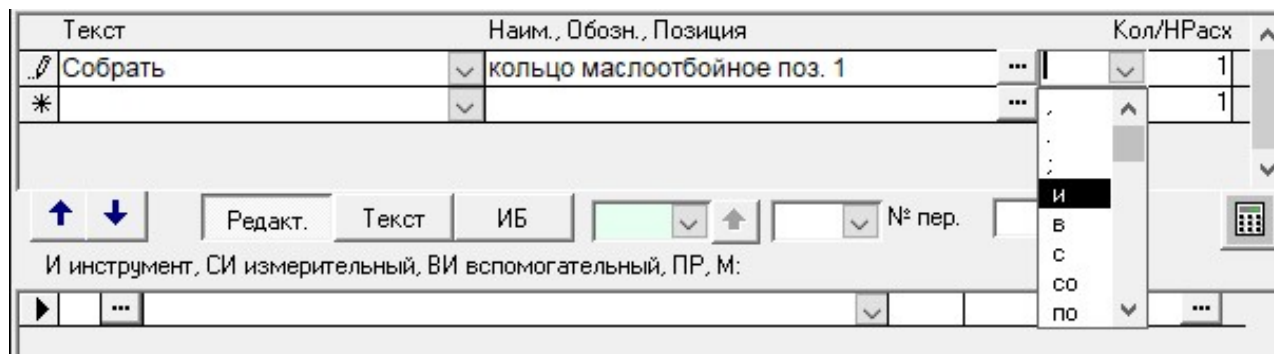 Текст Наим., Обозн., Позиция Кол/НРасх
Собрать кольцо маслоотбойное поз. 1 ... 1
* ... 1
,
.
;
и
в
с
со
по
Редакт. Текст ИБ № пер.
И инструмент, СИ измерительный, ВИ вспомогательный, ПР, М:
... ...